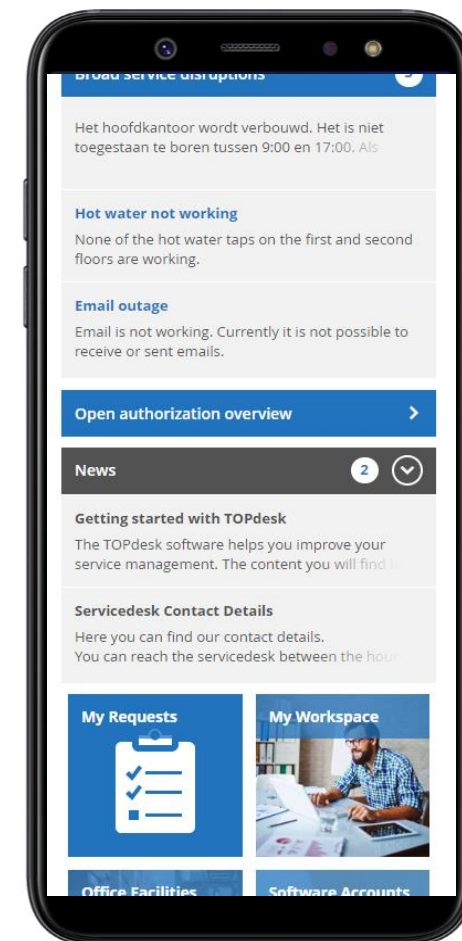 Broad service disruptions
3
Het hoofdkantoor wordt verbouwd. Het is niet
toegestaan te boren tussen 9:00 en 17:00. Als
Hot water not working
None of the hot water taps on the first and second
floors are working.
Email outage
Email is not working. Currently it is not possible to
receive or sent emails.
Open authorization overview
News
2
Getting started with TOPdesk
The TOPdesk software helps you improve your
service management. The content you will find
Servicedesk Contact Details
Here you can find our contact details.
You can reach the servicedesk between the hour
My Requests
My Workspace
Office Facilities
Software Accounts